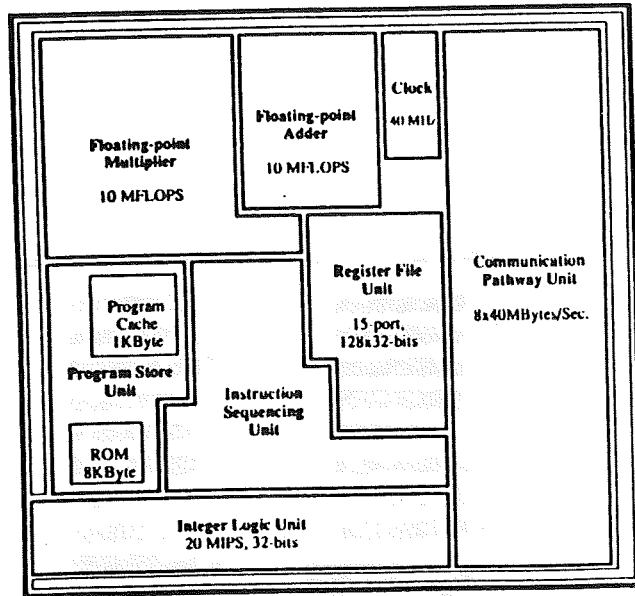 Floating-point
Multiplier
10 MFLOPS
Floating-point
Adder
10 MFLOPS
Clock
40
Communication
Pathway Unit
8x40MBytes/Sec.
Register File
Unit
15-port,
128x32-bits
Program
Cache
1KByte
Program Store
Unit
ROM
8KByte
Instruction
Sequencing
Unit
Integer Logic Unit
20 MIPS, 32-bits